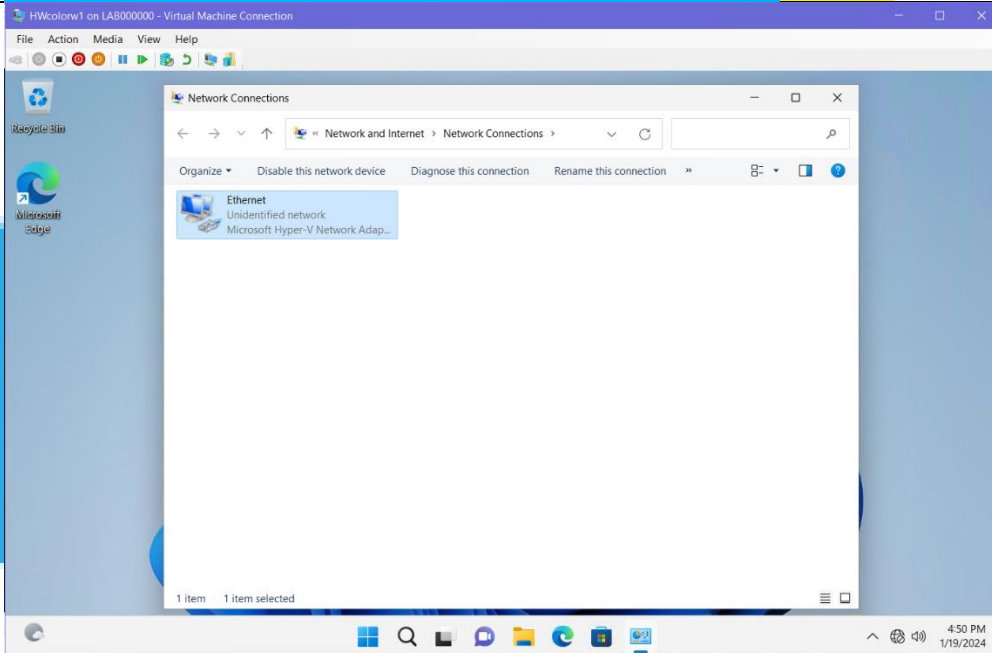 HWcolorw1 on LAB000000 - Virtual Machine Connection
File Action Media View Help
Recycle Bin
Microsoft
Edge
Network Connections
« Network and Internet › Network Connections ›
Organize Disable this network device Diagnose this connection Rename this connection »
Ethernet
Unidentified network
Microsoft Hyper-V Network Adap...
1 item 1 item selected
4:50 PM
1/19/2024